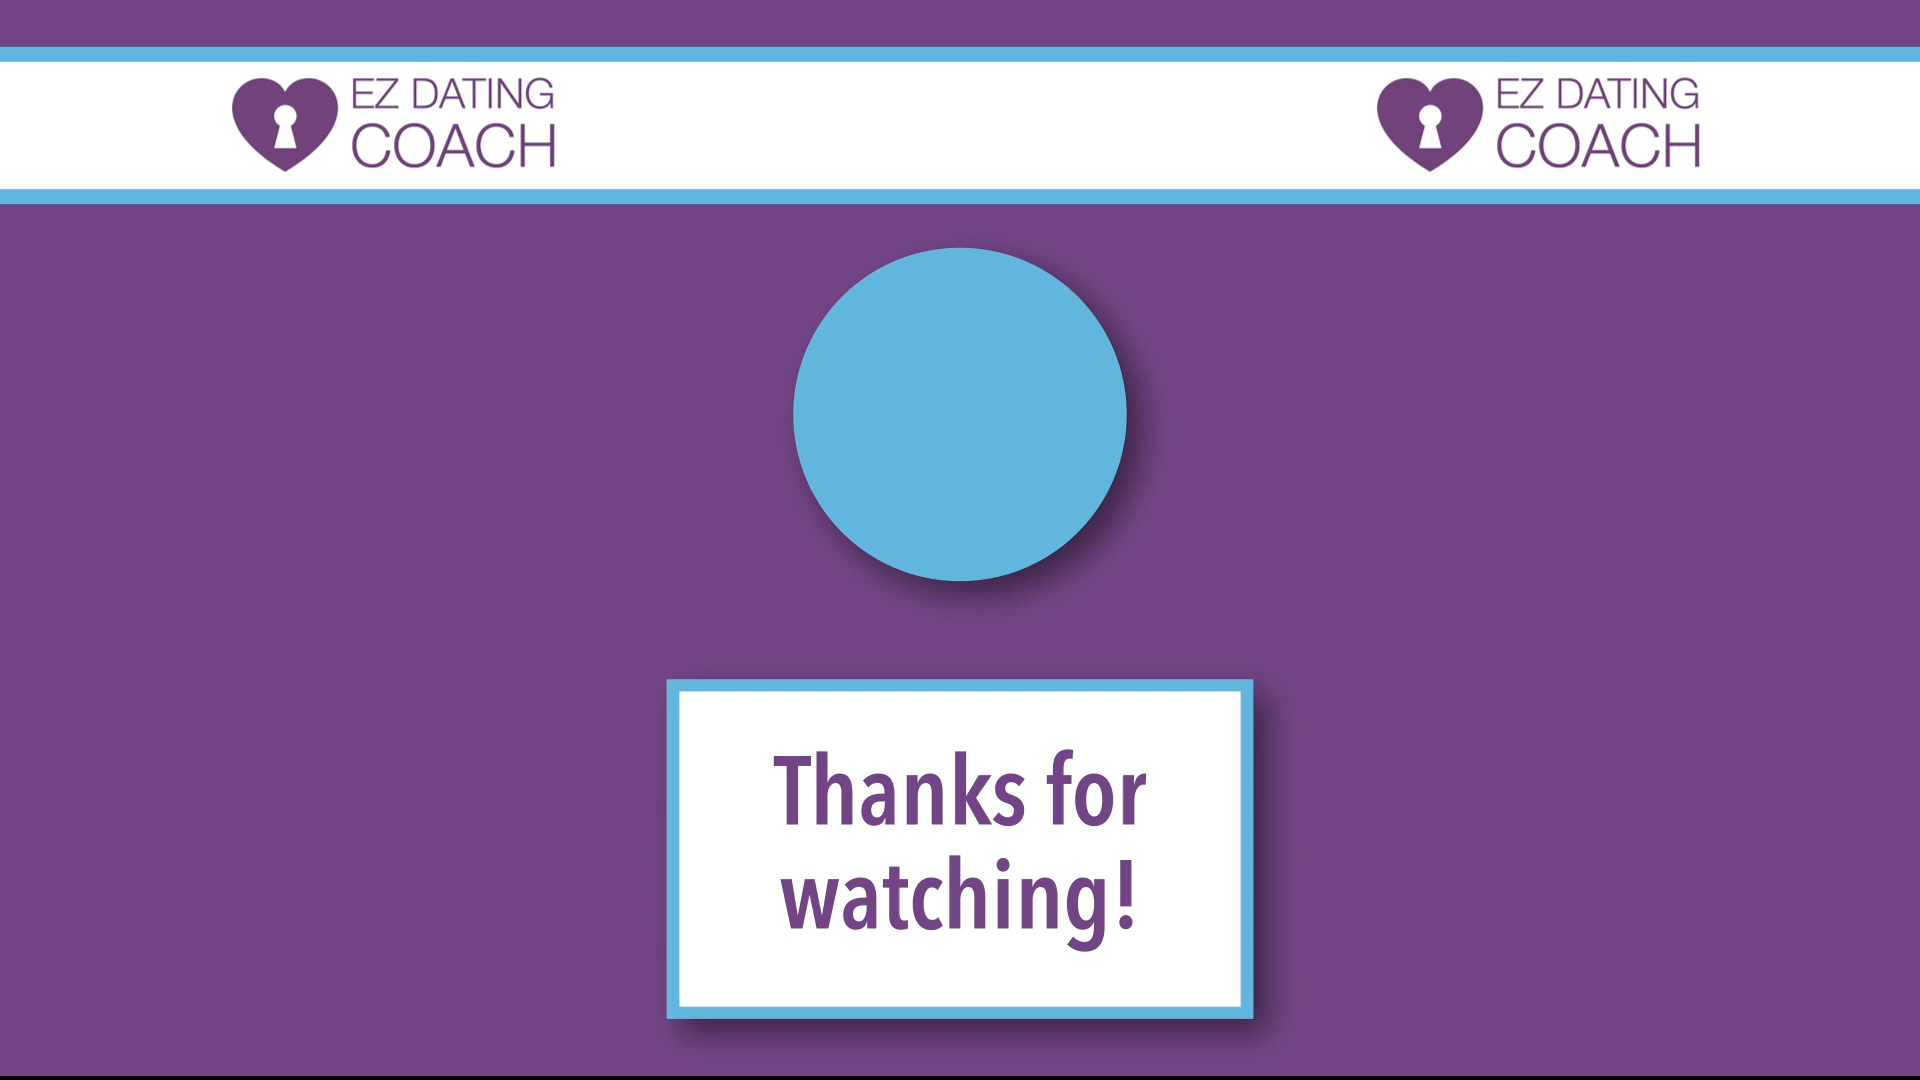 EZ DATING
COACH
EZ DATING
COACH
Thanks for
watching!